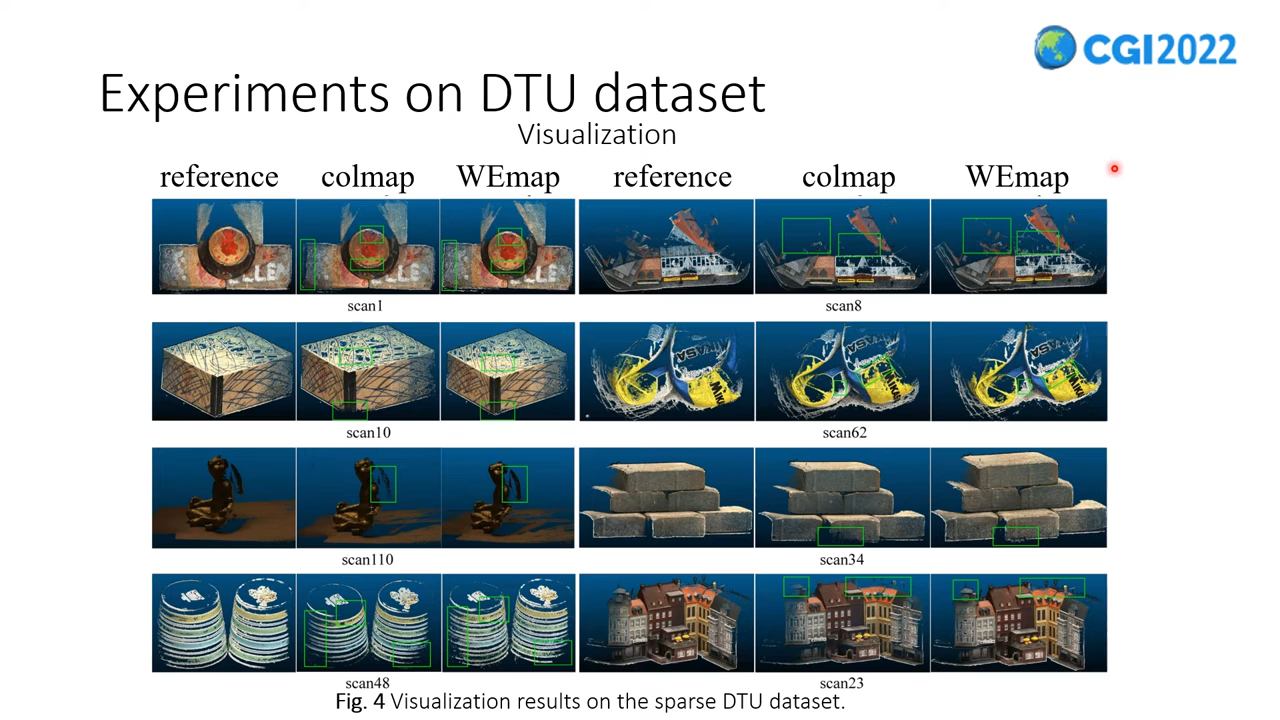 CGI2022
Experiments on DTU dataset
Visualization
reference colmap WEmap reference colmap WEmap
scan1 scan8
scan10 scan62
scan110 scan34
scan48 scan23
Fig. 4 Visualization results on the sparse DTU dataset.